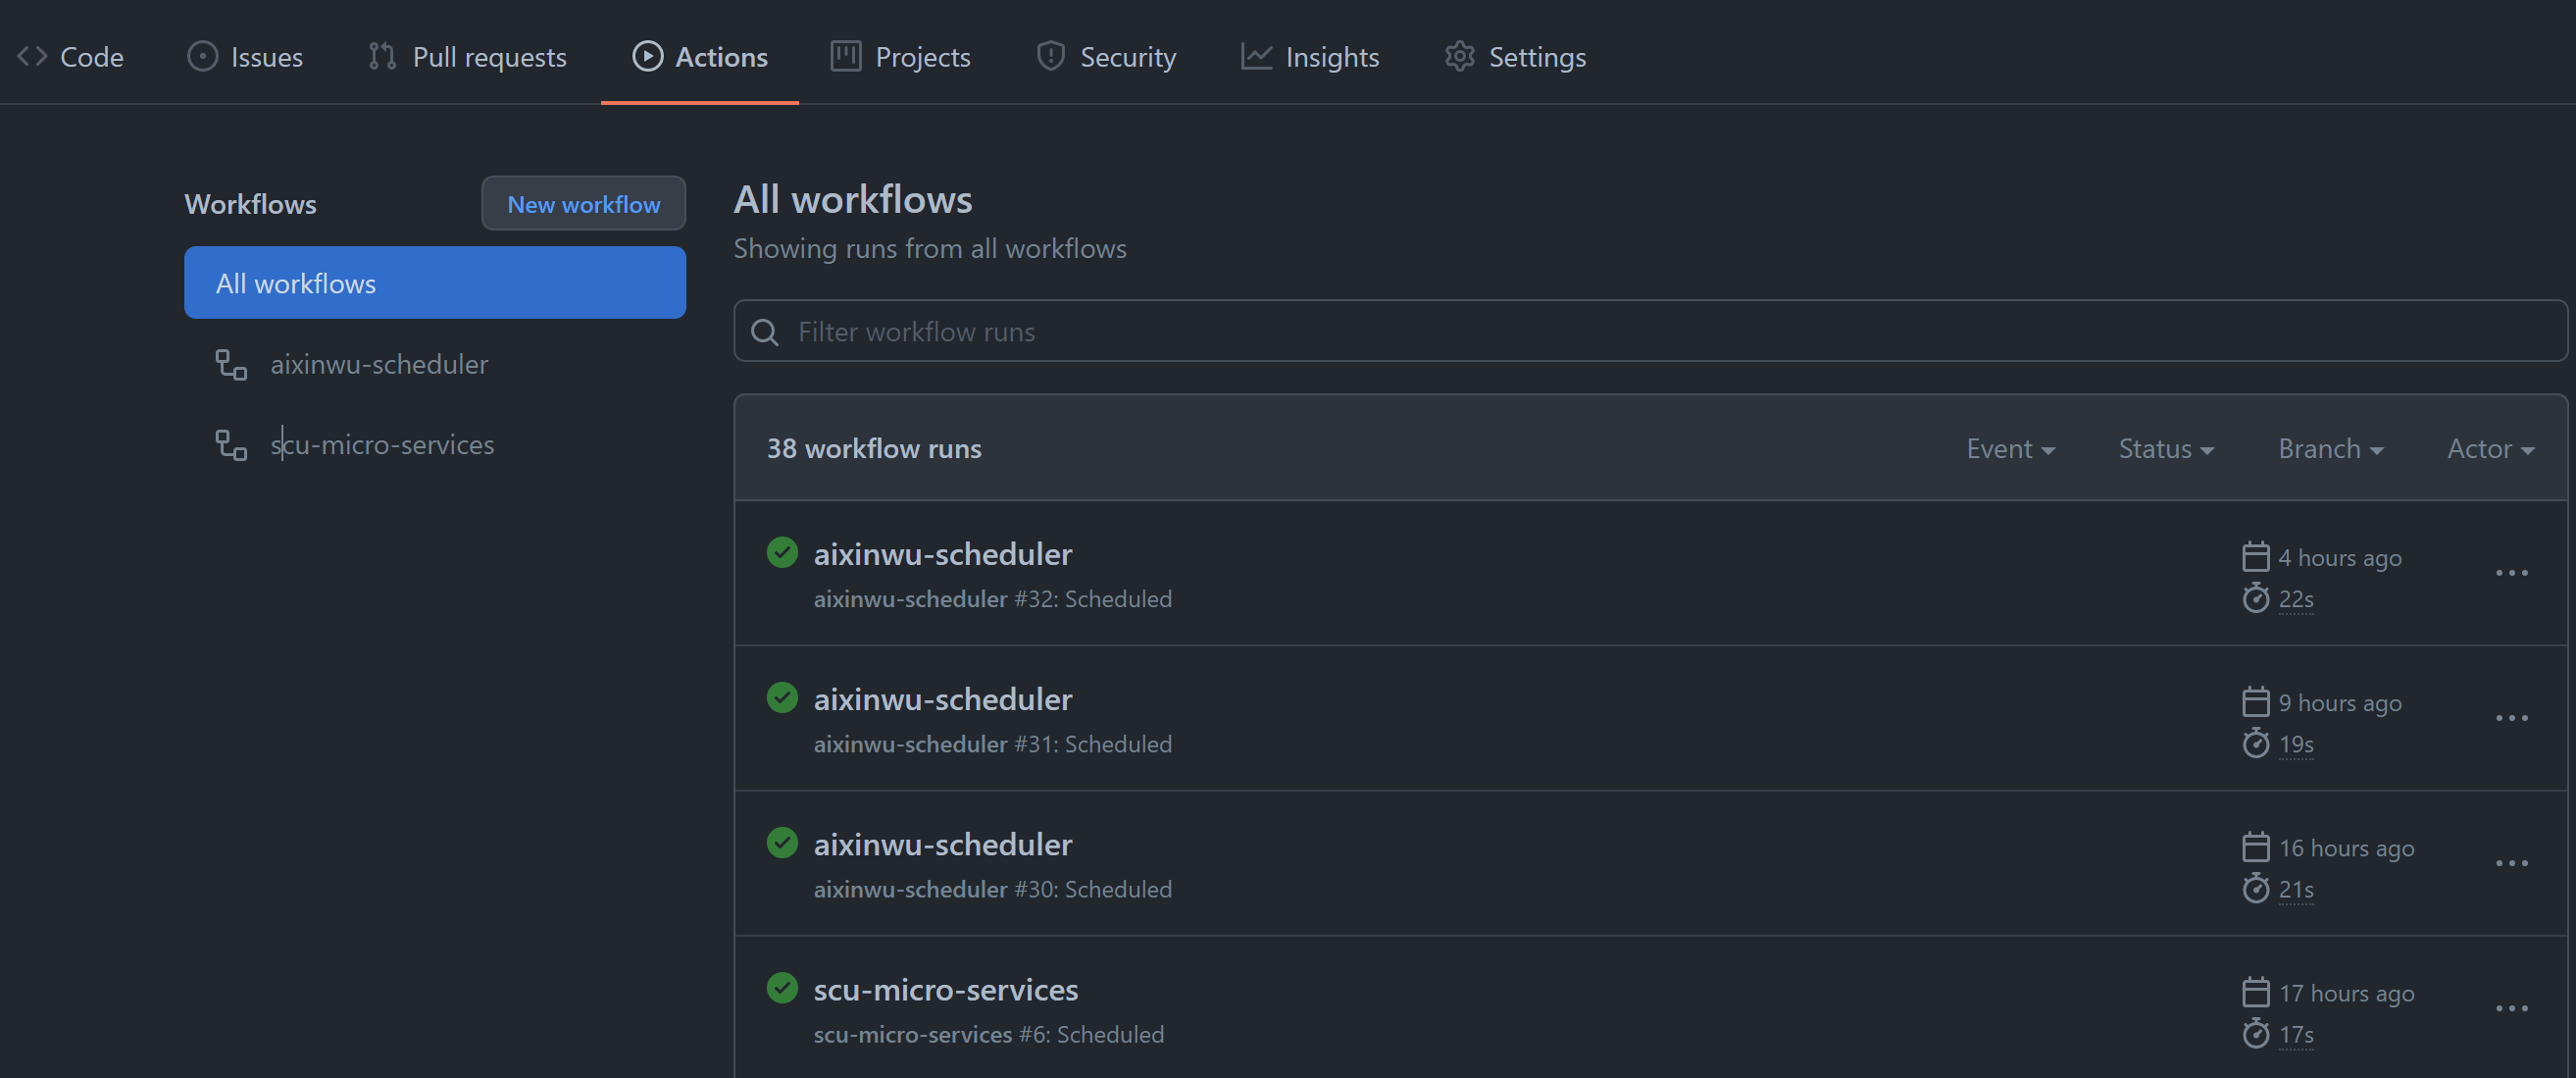 Code Issues Pull requests Actions Projects Security Insights Settings
Workflows New workflow
All workflows
aixinwu-scheduler
scu-micro-services
All workflows
Showing runs from all workflows
Filter workflow runs
38 workflow runs Event Status Branch Actor
aixinwu-scheduler 4 hours ago
aixinwu-scheduler #32: Scheduled 22s
aixinwu-scheduler 9 hours ago
aixinwu-scheduler #31: Scheduled 19s
aixinwu-scheduler 16 hours ago
aixinwu-scheduler #30: Scheduled 21s
scu-micro-services 17 hours ago
scu-micro-services #6: Scheduled 17s